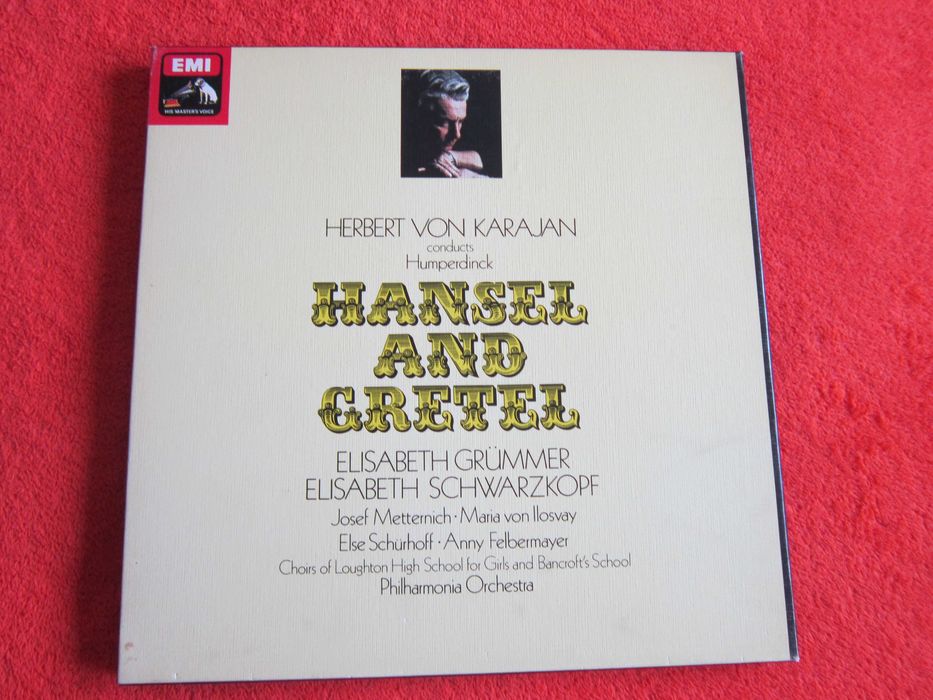 EMI
HIS MASTER'S VOICE
HERBERT VON KARAJAN
conducts
Humperdinck
HANSEL
AND
GRETEL
ELISABETH GRÜMMER
ELISABETH SCHWARZKOPF
Josef Metternich · Maria von Ilosvay
Else Schürhoff · Anny Felbermayer
Choirs of Loughton High School for Girls and Bancroft's School
Philharmonia Orchestra